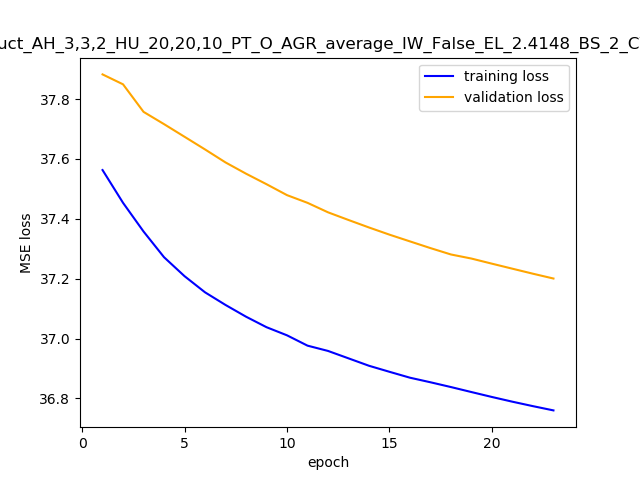 uct_AH_3,3,2_HU_20,20,10_PT_O_AGR_average_IW_False_EL_2.4148_BS_2_C
training loss
validation loss
37.8
37.6
37.4
37.2
37.0
36.8
MSE loss
0 5 10 15 20
epoch